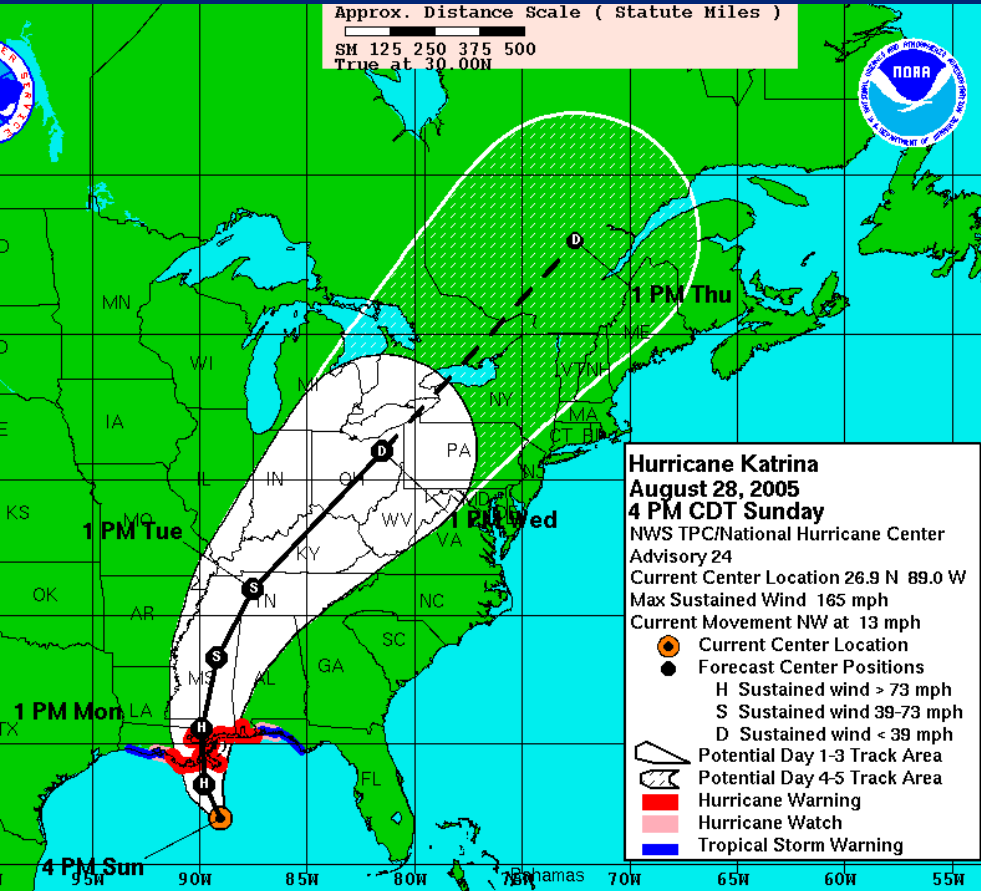 Approx. Distance Scale ( Statute Miles )
SM 125 250 375 500
True at 30.00N
NOAA
MN
WI
MI
IA
IL
IN
PA
NY
VT
NH
ME
MA
CT
NJ
MD
KS
MO
WV
VA
KY
OK
AR
TN
NC
SC
MS
AL
GA
LA
TX
FL
D
1 PM Thu
D
1 PM Wed
1 PM Tue
S
S
1 PM Mon
H
H
4 PM Sun
Bahamas
95W 90W 85W 80W 75W 70W 65W 60W 55W
Hurricane Katrina
August 28, 2005
4 PM CDT Sunday
NWS TPC/National Hurricane Center
Advisory 24
Current Center Location 26.9 N 89.0 W
Max Sustained Wind 165 mph
Current Movement NW at 13 mph
Current Center Location
Forecast Center Positions
H Sustained wind > 73 mph
S Sustained wind 39-73 mph
D Sustained wind < 39 mph
Potential Day 1-3 Track Area
Potential Day 4-5 Track Area
Hurricane Warning
Hurricane Watch
Tropical Storm Warning